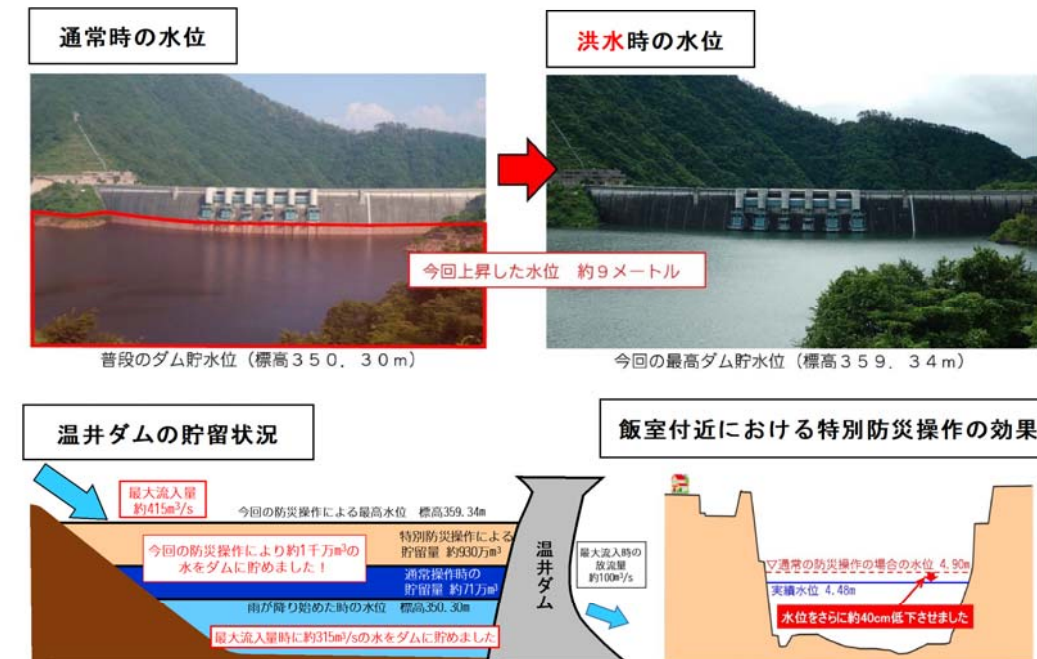 通常時の水位
洪水時の水位
今回上昇した水位　約９メートル
普段のダム貯水位（標高３５０．３０ｍ）
今回の最高ダム貯水位（標高３５９．３４ｍ）
温井ダムの貯留状況
飯室付近における特別防災操作の効果
最大流入量
約415m³/s
今回の防災操作による最高水位　標高359.34m
特別防災操作による
貯留量 約930万m³
今回の防災操作により約1千万m³の
水をダムに貯めました！
通常操作時の
貯留量 約71万m³
雨が降り始めた時の水位　標高350.30m
最大流入量時に約315m³/sの水をダムに貯めました
温井ダム
最大流入時の
放流量
約100m³/s
▽通常の防災操作の場合の水位 4.90m
実績水位 4.48m
水位をさらに約40cm低下させました